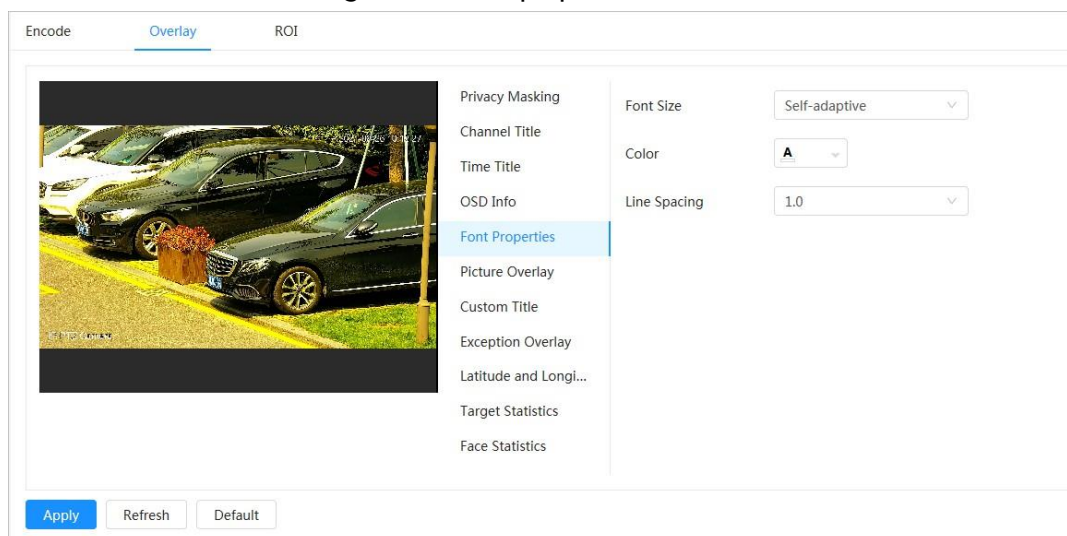 Encode Overlay ROI
Privacy Masking
Channel Title
Time Title
OSD Info
Font Properties
Picture Overlay
Custom Title
Exception Overlay
Latitude and Longi...
Target Statistics
Face Statistics
Font Size Self-adaptive
Color A
Line Spacing 1.0
Apply Refresh Default